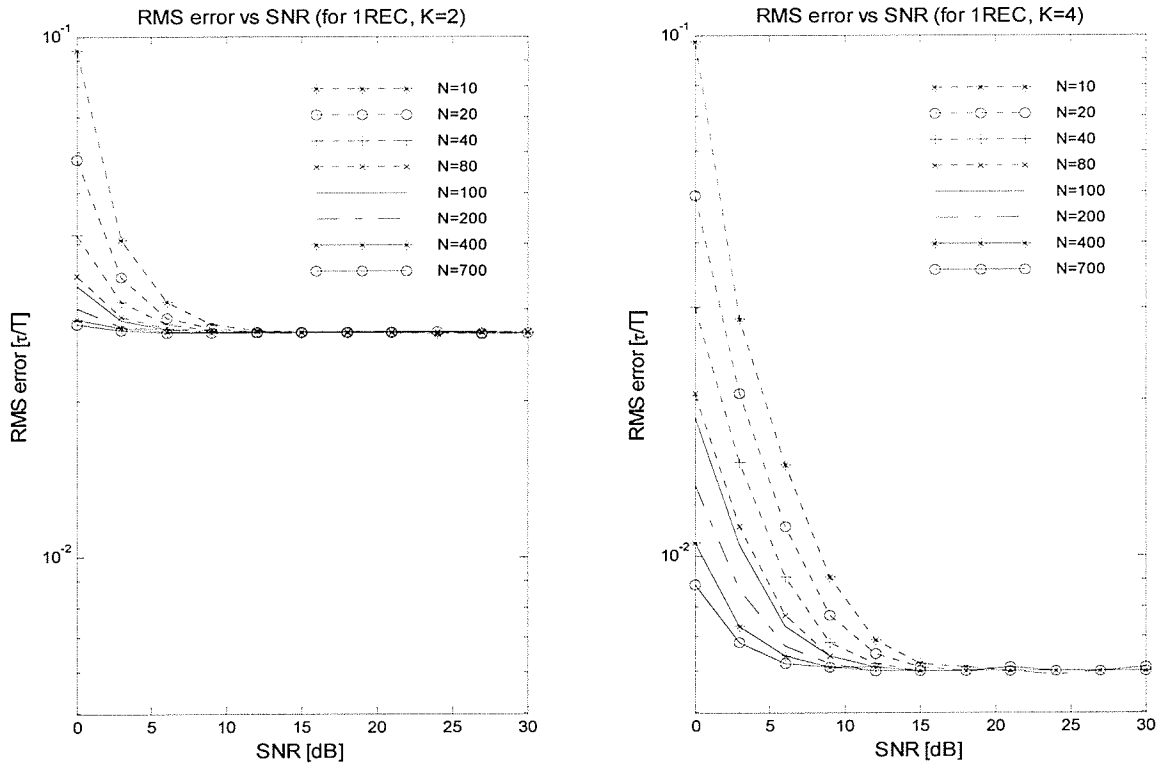 RMS error vs SNR (for 1REC, K=2)
10⁻¹
10⁻²
RMS error [τ/T]
N=10
N=20
N=40
N=80
N=100
N=200
N=400
N=700
0 5 10 15 20 25 30
SNR [dB]
RMS error vs SNR (for 1REC, K=4)
10⁻¹
10⁻²
RMS error [τ/T]
N=10
N=20
N=40
N=80
N=100
N=200
N=400
N=700
0 5 10 15 20 25 30
SNR [dB]